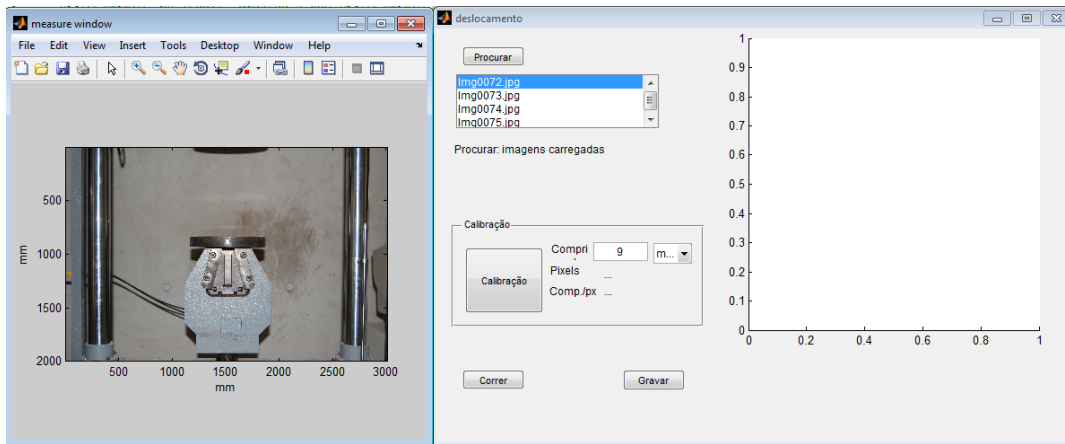 measure window
File Edit View Insert Tools Desktop Window Help
500
1000
1500
2000
mm
500 1000 1500 2000 2500 3000
mm
deslocamento
Procurar
Img0072.jpg
Img0073.jpg
Img0074.jpg
Img0075.jpg
Procurar: imagens carregadas
Calibração
Calibração
Compri 9 m...
Pixels ...
Comp./px ...
Correr
Gravar
1
0.9
0.8
0.7
0.6
0.5
0.4
0.3
0.2
0.1
0
0 0.2 0.4 0.6 0.8 1